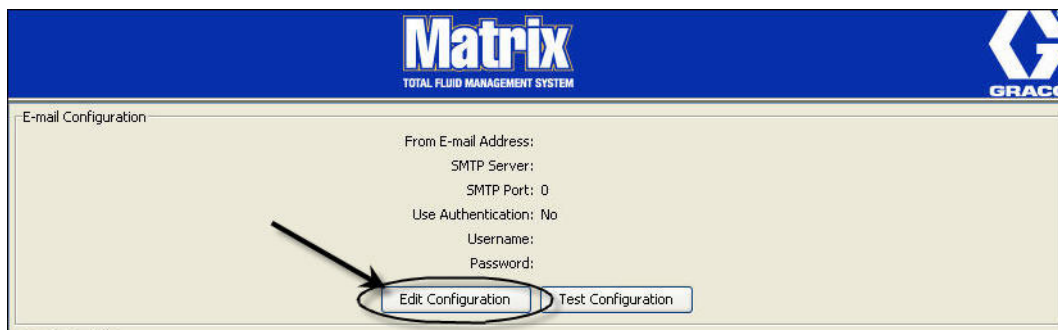 Matrix
TOTAL FLUID MANAGEMENT SYSTEM
GRACO
E-mail Configuration
From E-mail Address:
SMTP Server:
SMTP Port: 0
Use Authentication: No
Username:
Password:
Edit Configuration Test Configuration